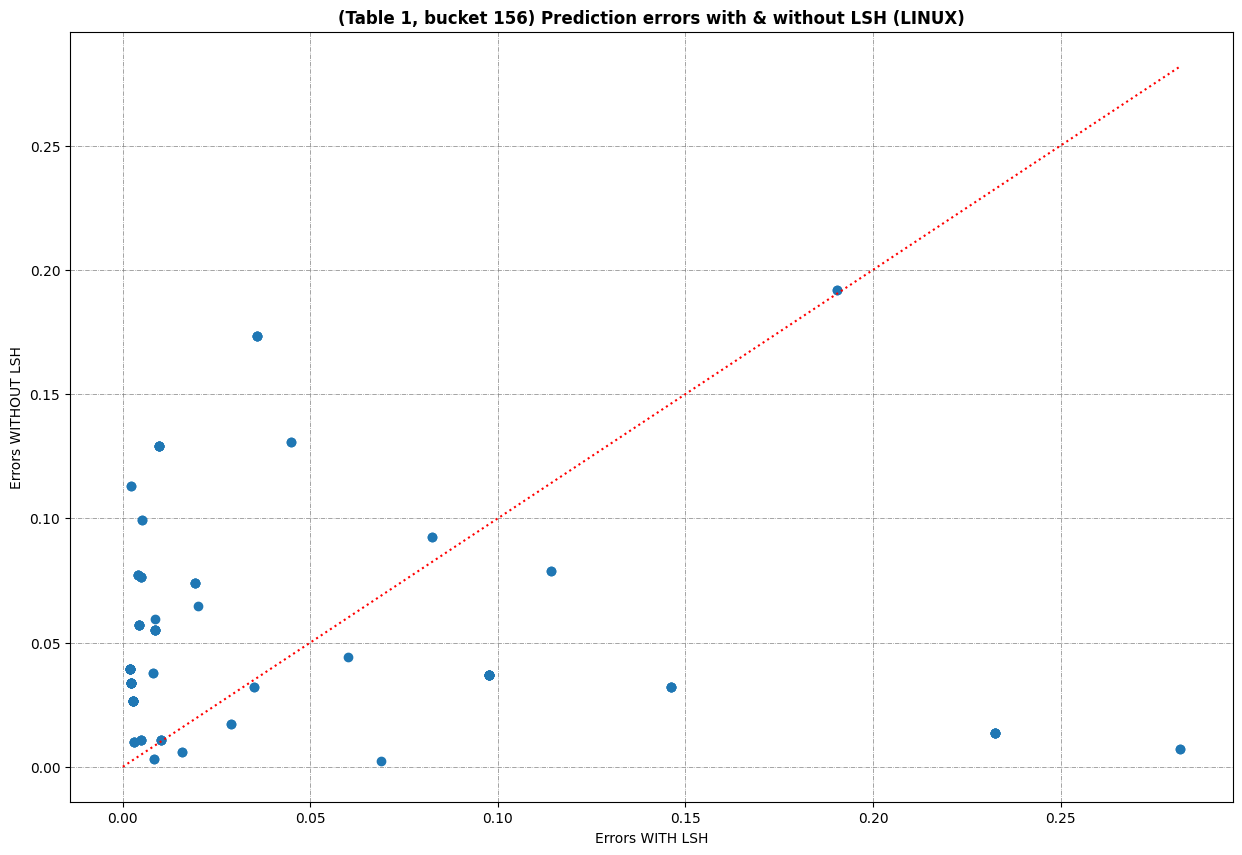 (Table 1, bucket 156) Prediction errors with & without LSH (LINUX)
Errors WITHOUT LSH
0.25
0.20
0.15
0.10
0.05
0.00
0.00 0.05 0.10 0.15 0.20 0.25
Errors WITH LSH